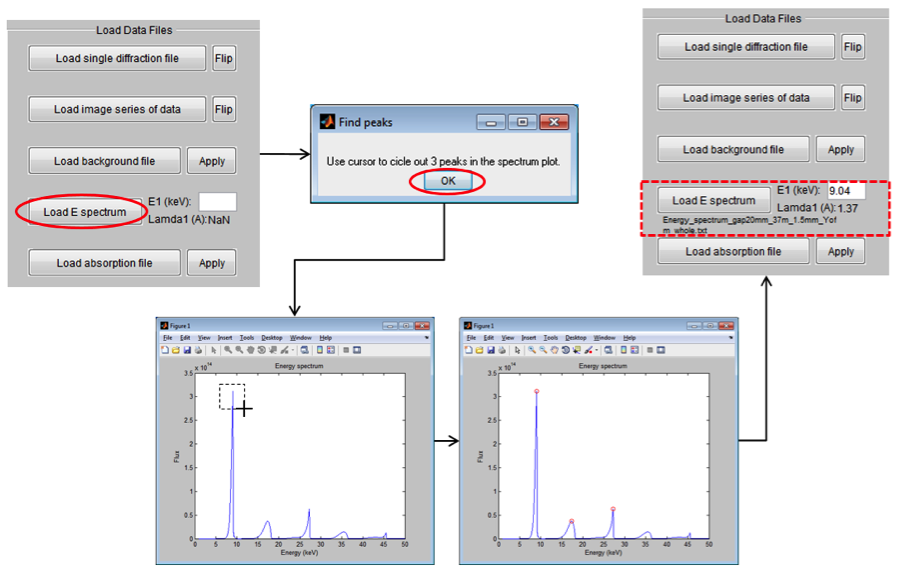 Load Data Files
Load single diffraction file
Flip
Load image series of data
Flip
Load background file
Apply
Load E spectrum
E1 (keV):
Lamda1 (A):NaN
Load absorption file
Apply
Find peaks
Use cursor to cicle out 3 peaks in the spectrum plot.
OK
Load Data Files
Load single diffraction file
Flip
Load image series of data
Flip
Load background file
Apply
Load E spectrum
E1 (keV): 9.04
Lamda1 (A):1.37
Energy_spectrum_gap20mm_37m_1.5mm_Yof
m_whole.txt
Load absorption file
Apply
Figure 1
File Edit View Insert Tools Desktop Window Help
x 10^14
Energy spectrum
3.5
3
2.5
2
1.5
1
0.5
0
Flux
0 5 10 15 20 25 30 35 40 45 50
Energy (keV)
Figure 1
File Edit View Insert Tools Desktop Window Help
x 10^14
Energy spectrum
3.5
3
2.5
2
1.5
1
0.5
0
Flux
0 5 10 15 20 25 30 35 40 45 50
Energy (keV)